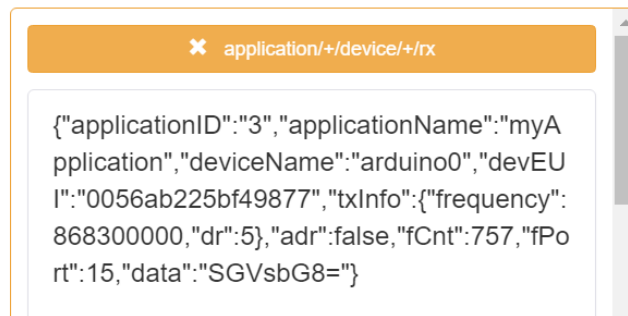 ✖ application/+/device/+/rx
{"applicationID":"3","applicationName":"myA
pplication","deviceName":"arduino0","devEU
I":"0056ab225bf49877","txInfo":{"frequency":
868300000,"dr":5},"adr":false,"fCnt":757,"fPo
rt":15,"data":"SGVsbG8="}